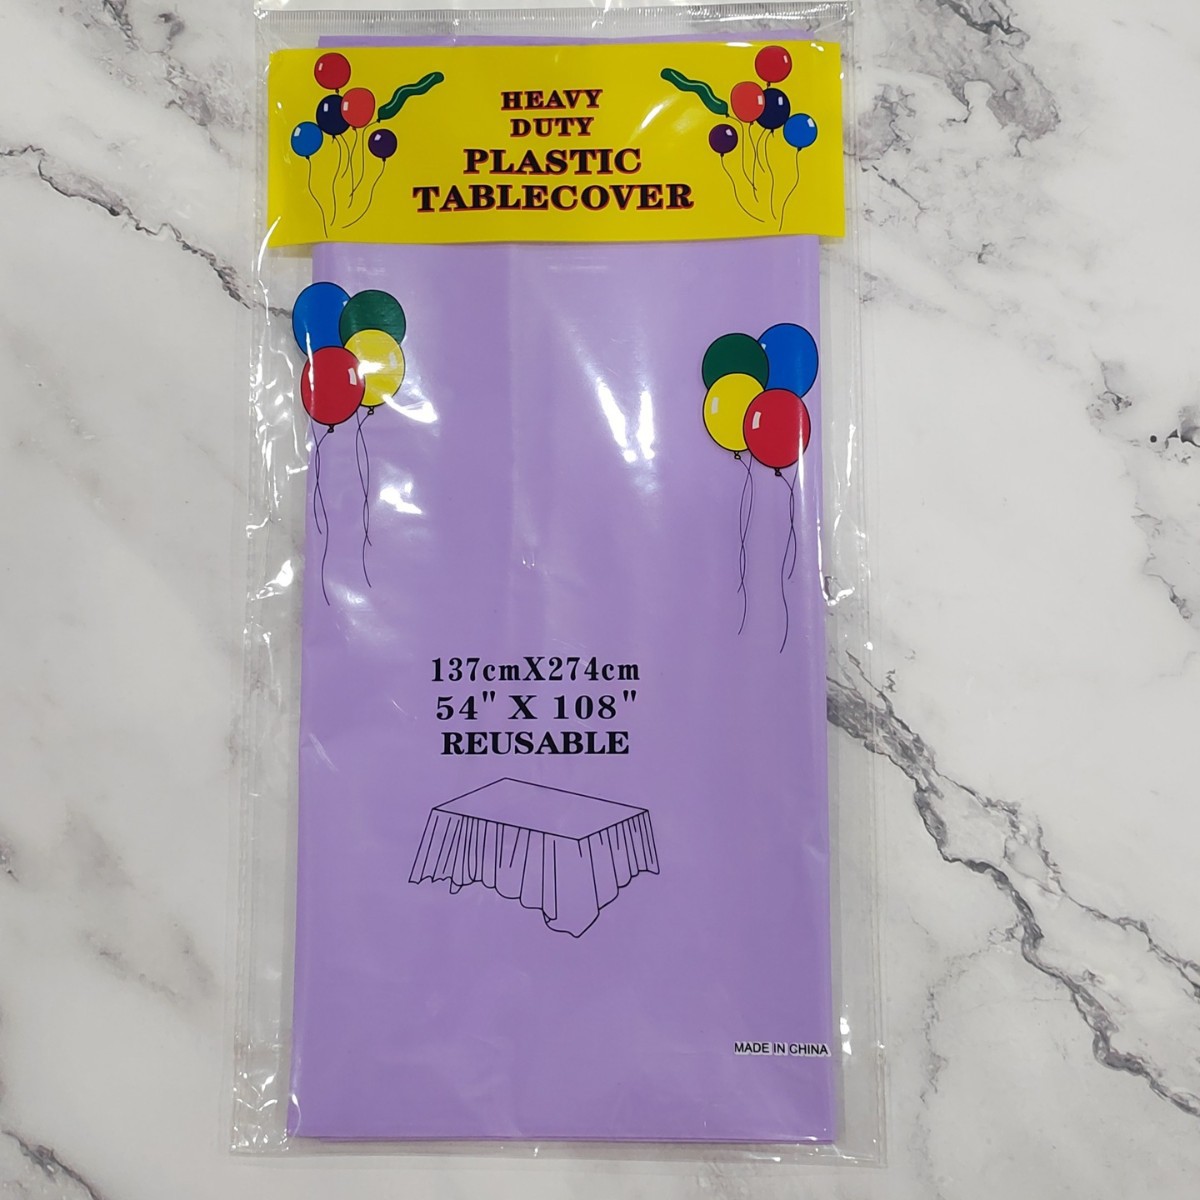 HEAVY
DUTY
PLASTIC
TABLECOVER
137cmX274cm
54" X 108"
REUSABLE
MADE IN CHINA